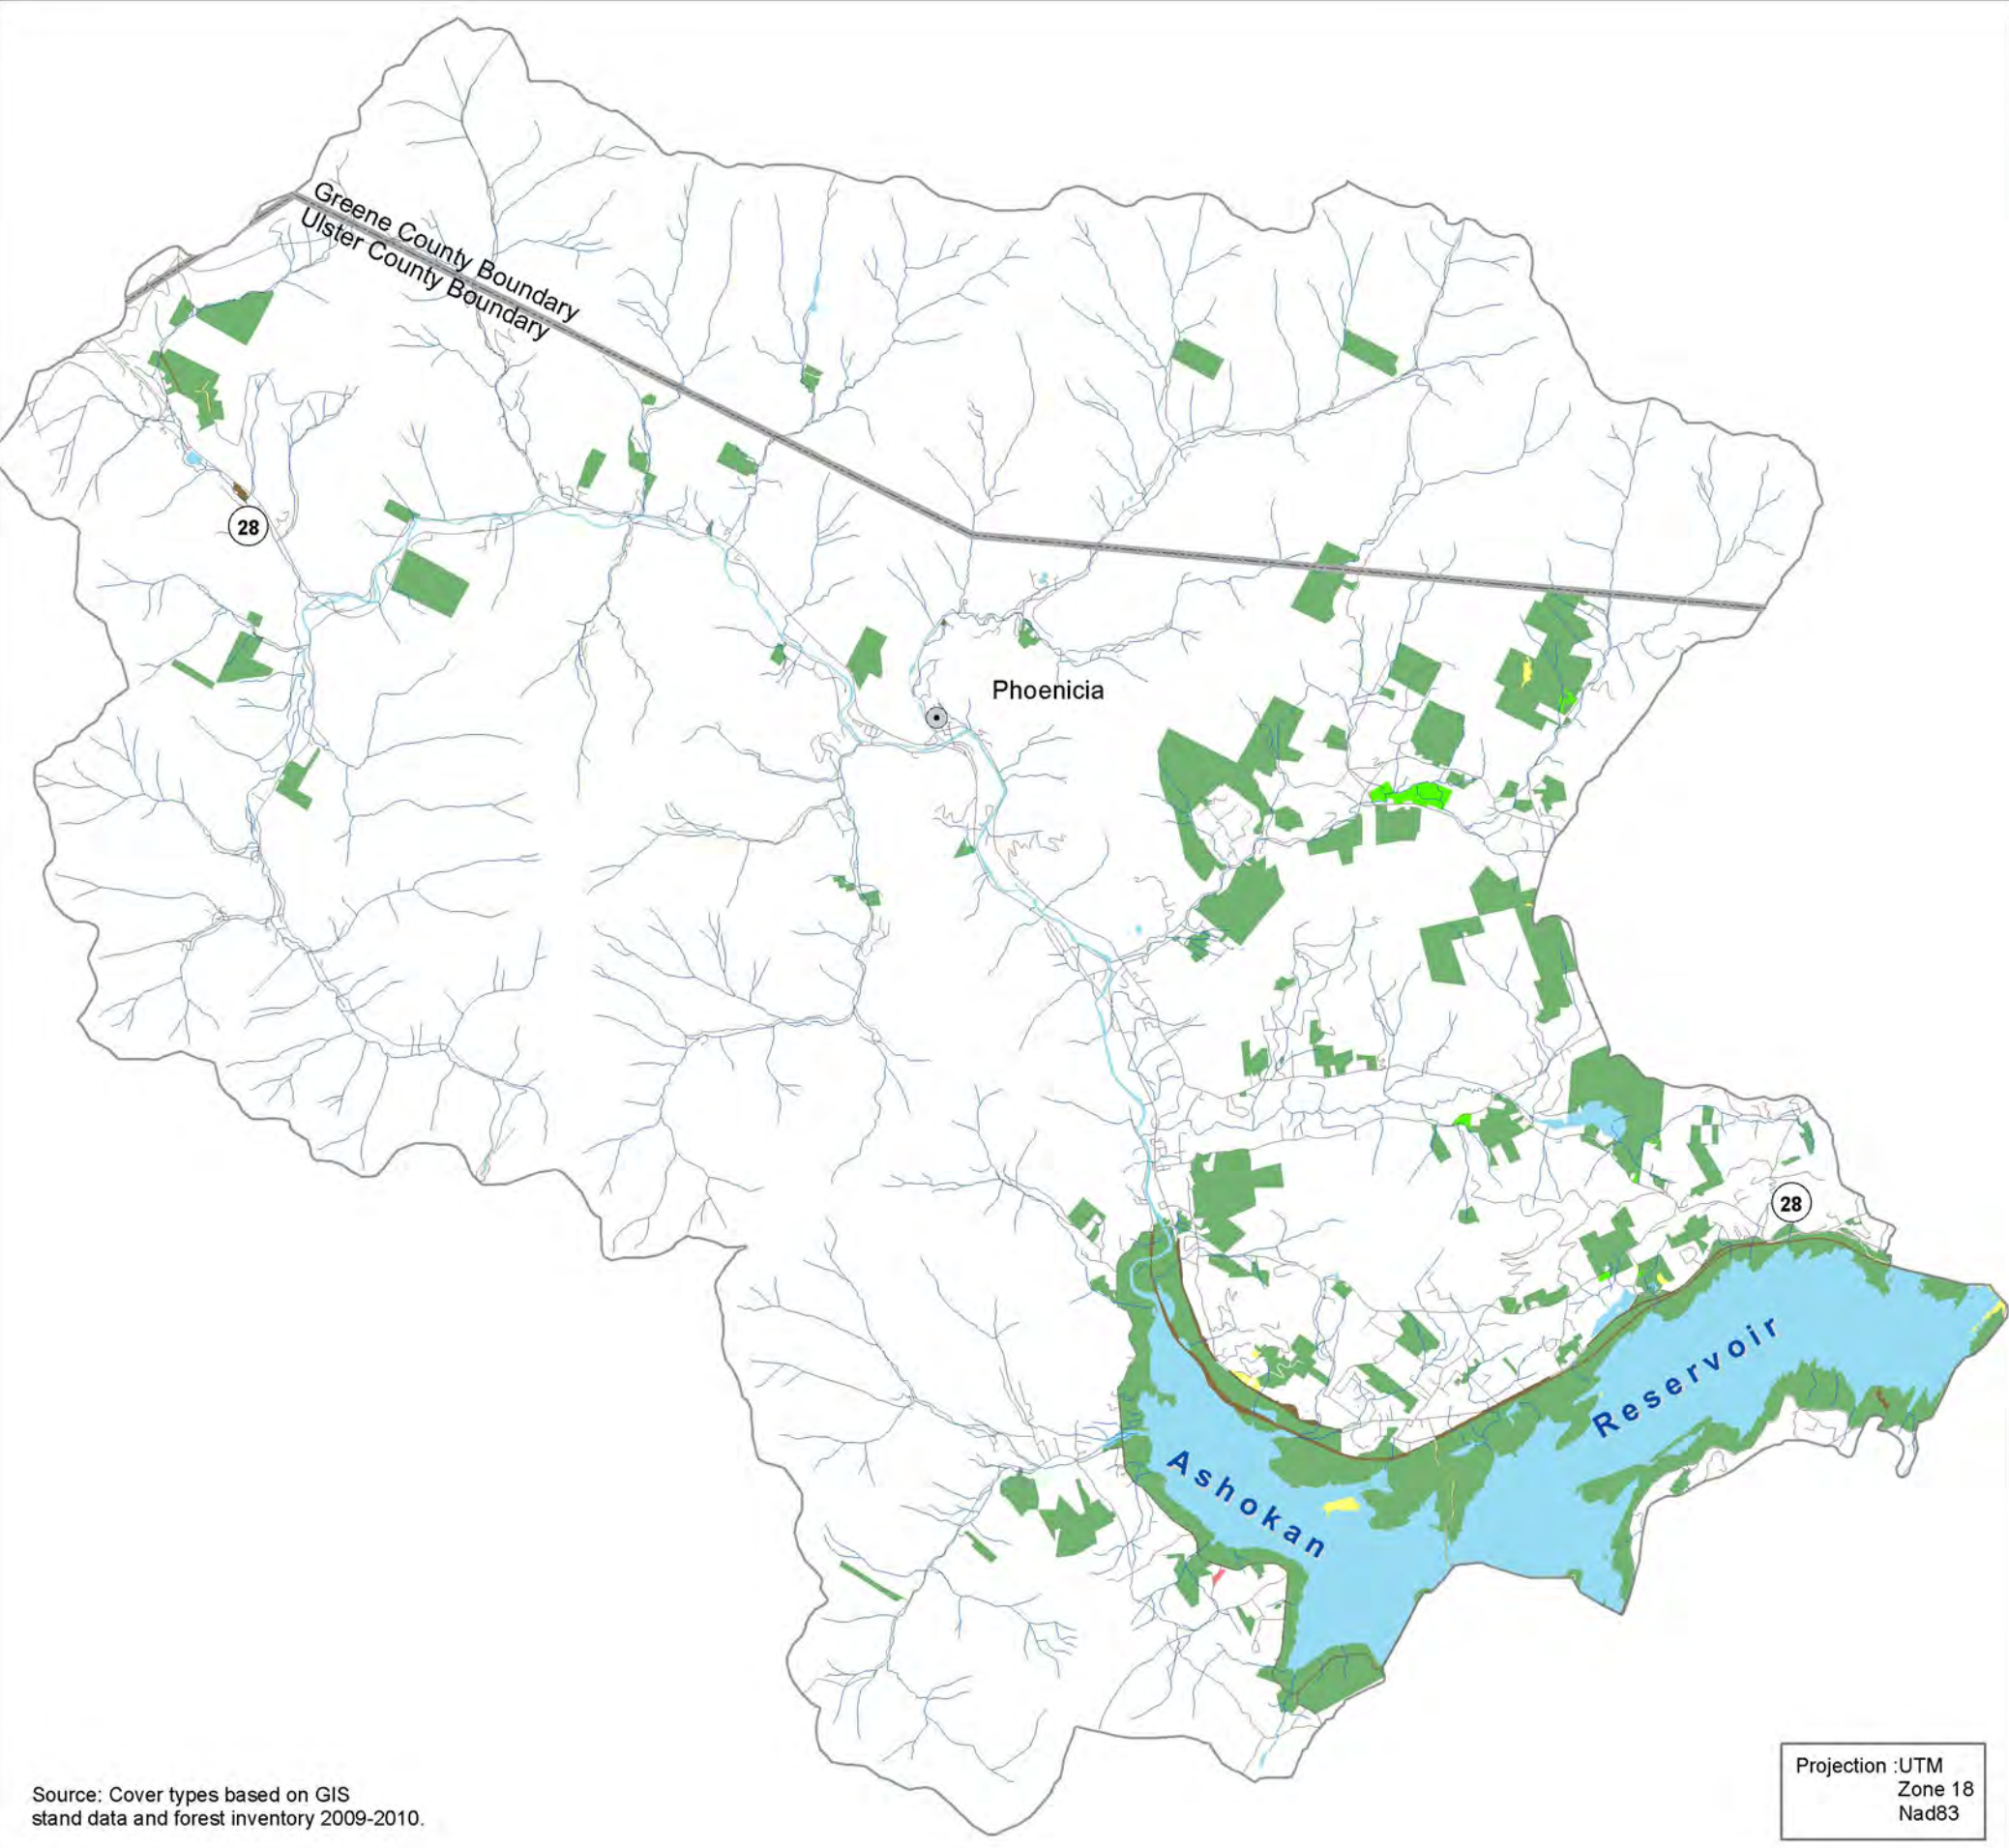 Greene County Boundary
Ulster County Boundary
28
Phoenicia
28
Ashokan
Reservoir
Source: Cover types based on GIS
stand data and forest inventory 2009-2010.
Projection :UTM
Zone 18
Nad83